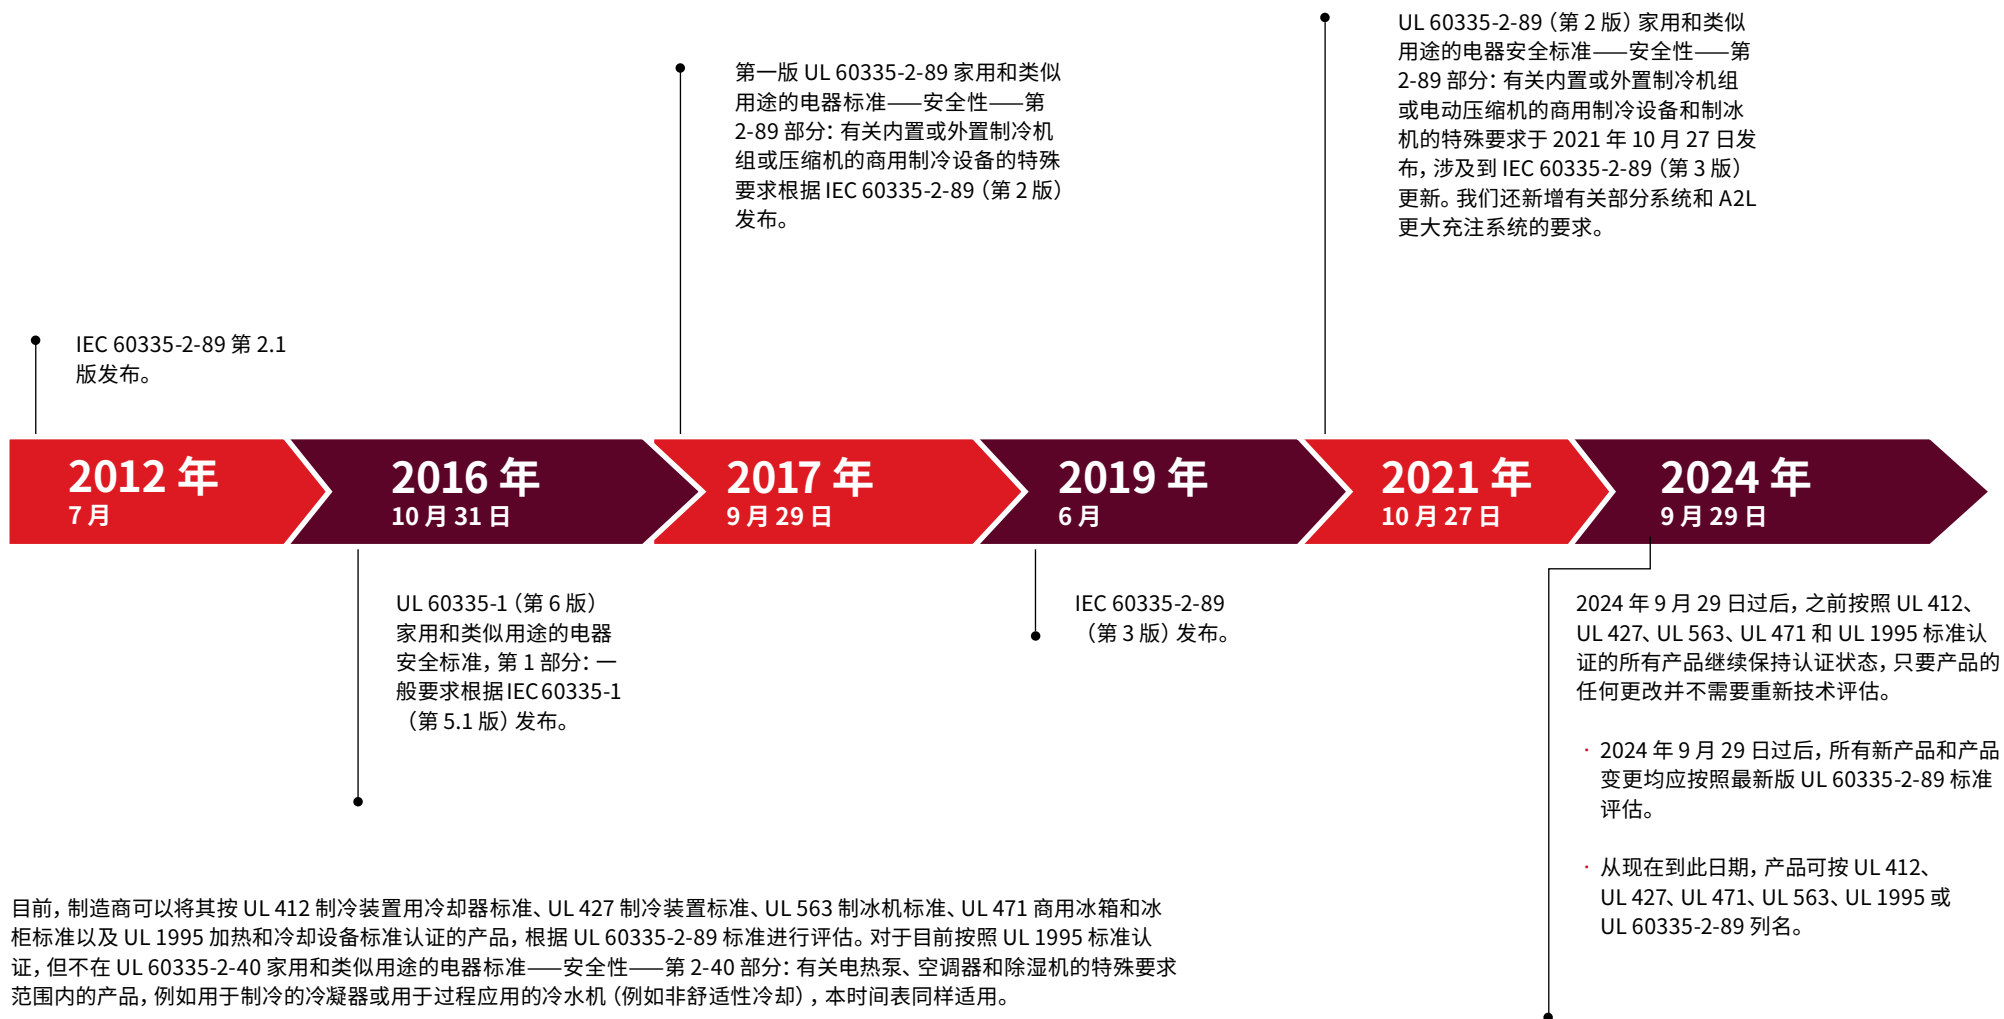 IEC 60335-2-89 第 2.1
版发布。
第一版 UL 60335-2-89 家用和类似
用途的电器标准——安全性——第
2-89 部分：有关内置或外置制冷机
组或压缩机的商用制冷设备的特殊
要求根据 IEC 60335-2-89（第 2 版）
发布。
UL 60335-2-89（第 2 版）家用和类似
用途的电器安全标准——安全性——第
2-89 部分：有关内置或外置制冷机组
或电动压缩机的商用制冷设备和制冰
机的特殊要求于 2021 年 10 月 27 日发
布，涉及到 IEC 60335-2-89（第 3 版）
更新。我们还新增有关部分系统和 A2L
更大充注系统的要求。
2012 年
7 月
2016 年
10 月 31 日
2017 年
9 月 29 日
2019 年
6 月
2021 年
10 月 27 日
2024 年
9 月 29 日
UL 60335-1（第 6 版）
家用和类似用途的电器
安全标准，第 1 部分：一
般要求根据 IEC 60335-1
（第 5.1 版）发布。
IEC 60335-2-89
（第 3 版）发布。
2024 年 9 月 29 日过后，之前按照 UL 412、
UL 427、UL 563、UL 471 和 UL 1995 标准认
证的所有产品继续保持认证状态，只要产品的
任何更改并不需要重新技术评估。
· 2024 年 9 月 29 日过后，所有新产品和产品
变更均应按照最新版 UL 60335-2-89 标准
评估。
· 从现在到此日期，产品可按 UL 412、
UL 427、UL 471、UL 563、UL 1995 或
UL 60335-2-89 列名。
目前，制造商可以将其按 UL 412 制冷装置用冷却器标准、UL 427 制冷装置标准、UL 563 制冰机标准、UL 471 商用冰箱和冰
柜标准以及 UL 1995 加热和冷却设备标准认证的产品，根据 UL 60335-2-89 标准进行评估。对于目前按照 UL 1995 标准认
证，但不在 UL 60335-2-40 家用和类似用途的电器标准——安全性——第 2-40 部分：有关电热泵、空调器和除湿机的特殊要求
范围内的产品，例如用于制冷的冷凝器或用于过程应用的冷水机（例如非舒适性冷却），本时间表同样适用。